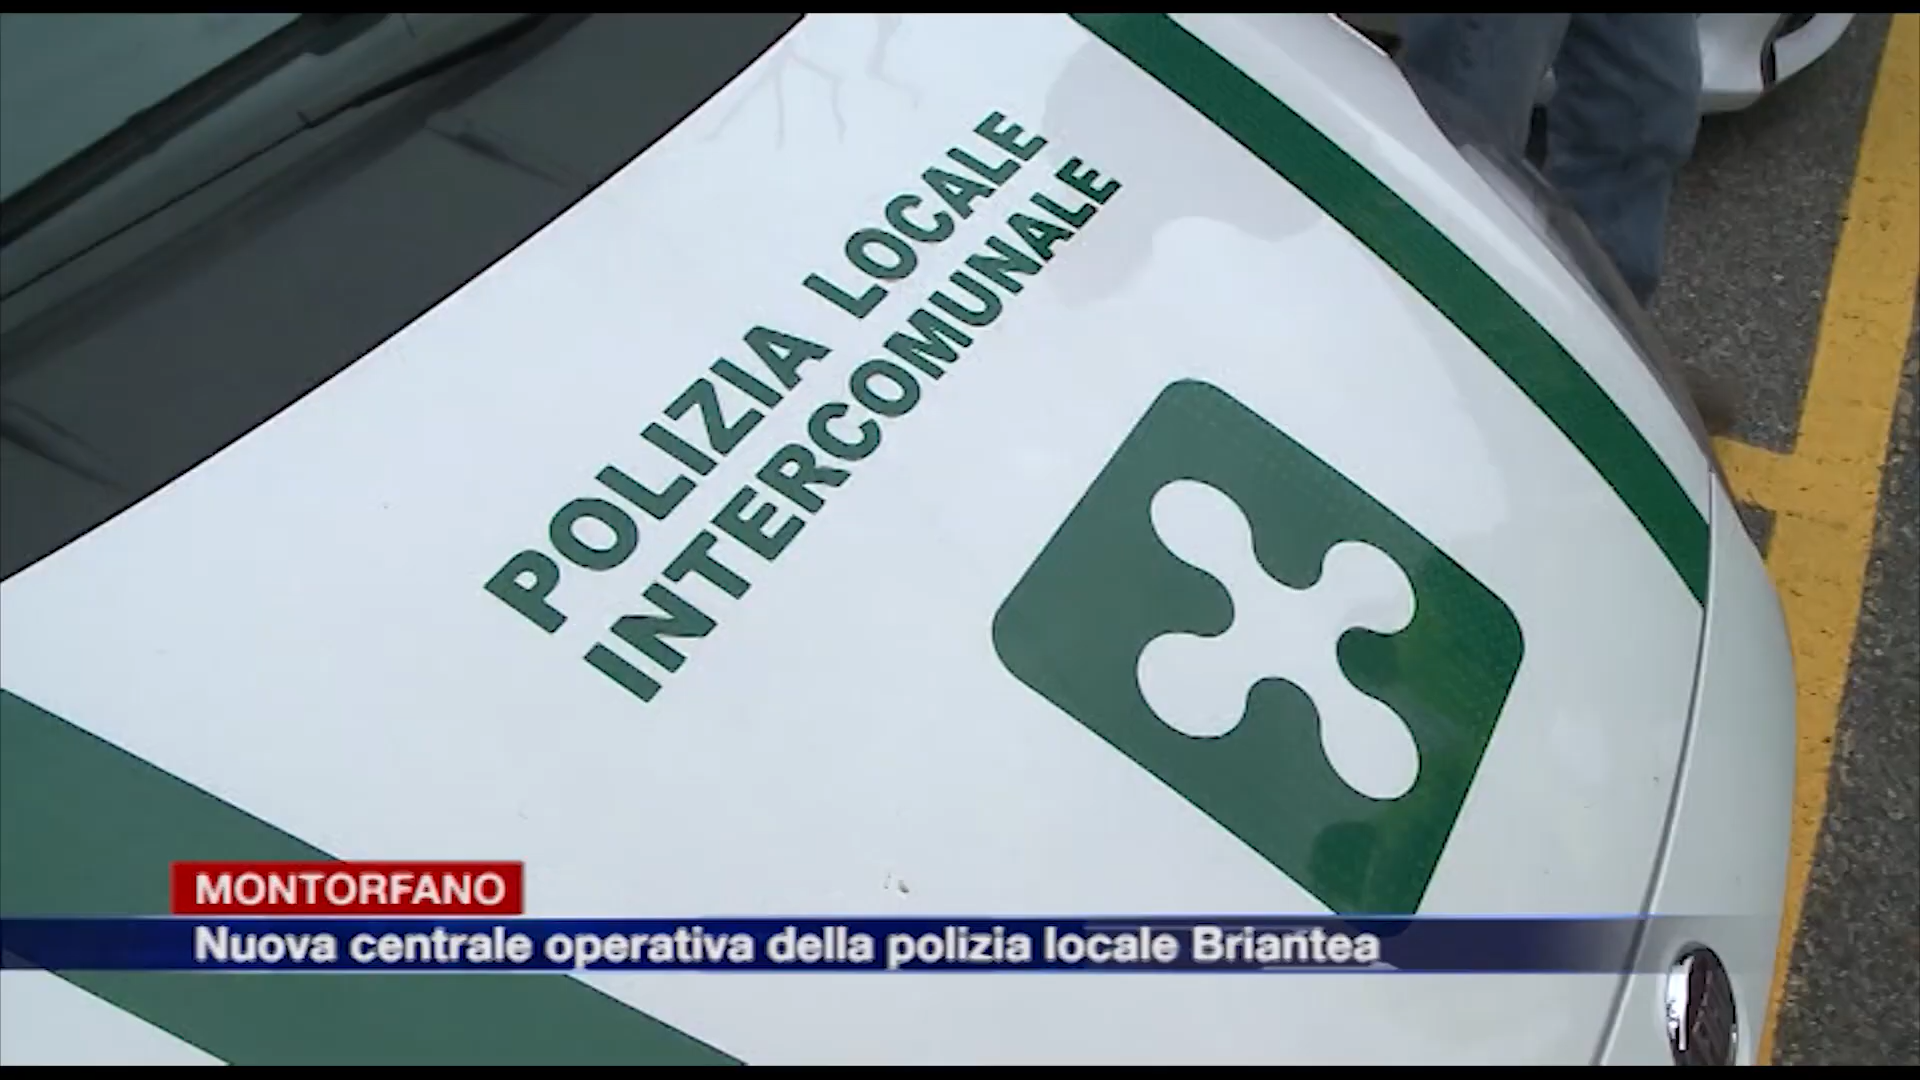 POLIZIA LOCALE
INTERCOMUNALE
MONTORFANO
Nuova centrale operativa della polizia locale Briantea